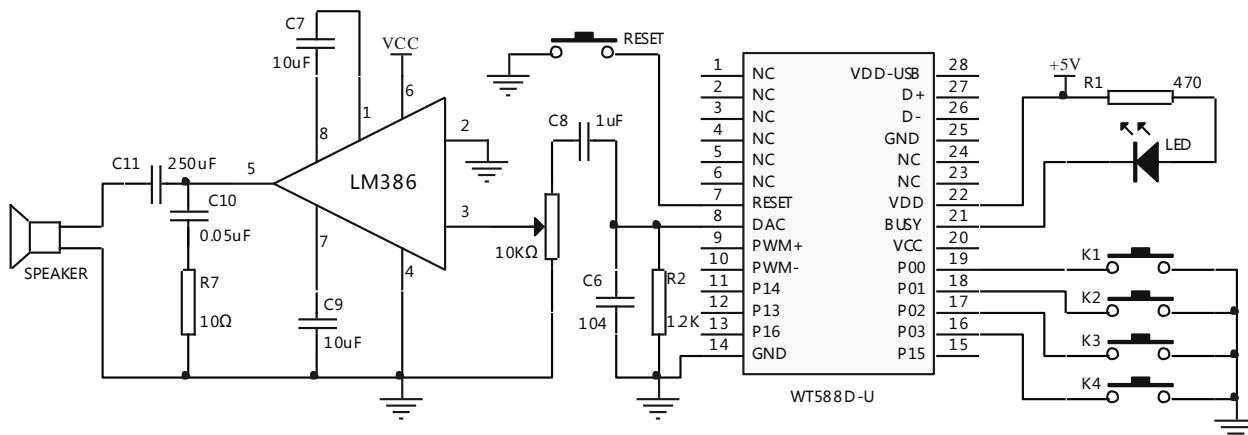 C7
10uF
VCC
RESET
1
6
8
2
C8
1uF
C11
250uF
5
LM386
C10
0.05uF
3
7
10KΩ
4
SPEAKER
R7
10Ω
C9
10uF
C6
104
R2
1.2K
1 NC VDD-USB 28
2 NC D+ 27
3 NC D- 26
4 NC GND 25
5 NC NC 24
6 NC NC 23
7 RESET VDD 22
8 DAC BUSY 21
9 PWM+ VCC 20
10 PWM- P00 19
11 P14 P01 18
12 P13 P02 17
13 P16 P03 16
14 GND P15 15
WT588D-U
+5V
R1
470
LED
K1
K2
K3
K4